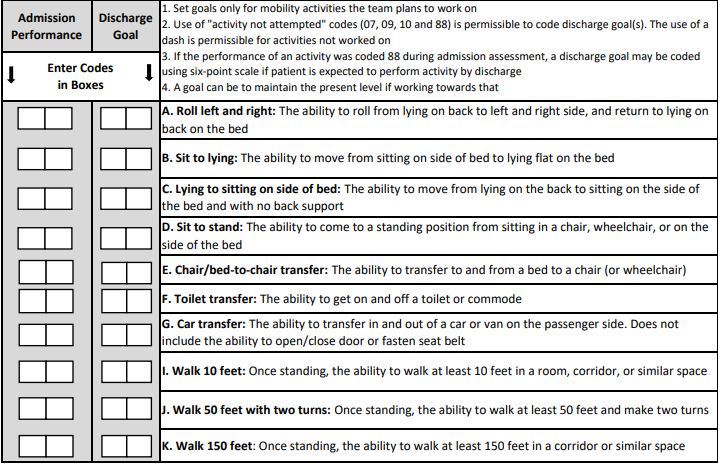 Admission Performance
Discharge Goal
Enter Codes
in Boxes
1. Set goals only for mobility activities the team plans to work on
2. Use of "activity not attempted" codes (07, 09, 10 and 88) is permissible to code discharge goal(s). The use of a
dash is permissible for activities not worked on
3. If the performance of an activity was coded 88 during admission assessment, a discharge goal may be coded
using six-point scale if patient is expected to perform activity by discharge
4. A goal can be to maintain the present level if working towards that
A. Roll left and right: The ability to roll from lying on back to left and right side, and return to lying on
back on the bed
B. Sit to lying: The ability to move from sitting on side of bed to lying flat on the bed
C. Lying to sitting on side of bed: The ability to move from lying on the back to sitting on the side of
the bed and with no back support
D. Sit to stand: The ability to come to a standing position from sitting in a chair, wheelchair, or on the
side of the bed
E. Chair/bed-to-chair transfer: The ability to transfer to and from a bed to a chair (or wheelchair)
F. Toilet transfer: The ability to get on and off a toilet or commode
G. Car transfer: The ability to transfer in and out of a car or van on the passenger side. Does not
include the ability to open/close door or fasten seat belt
I. Walk 10 feet: Once standing, the ability to walk at least 10 feet in a room, corridor, or similar space
J. Walk 50 feet with two turns: Once standing, the ability to walk at least 50 feet and make two turns
K. Walk 150 feet: Once standing, the ability to walk at least 150 feet in a corridor or similar space